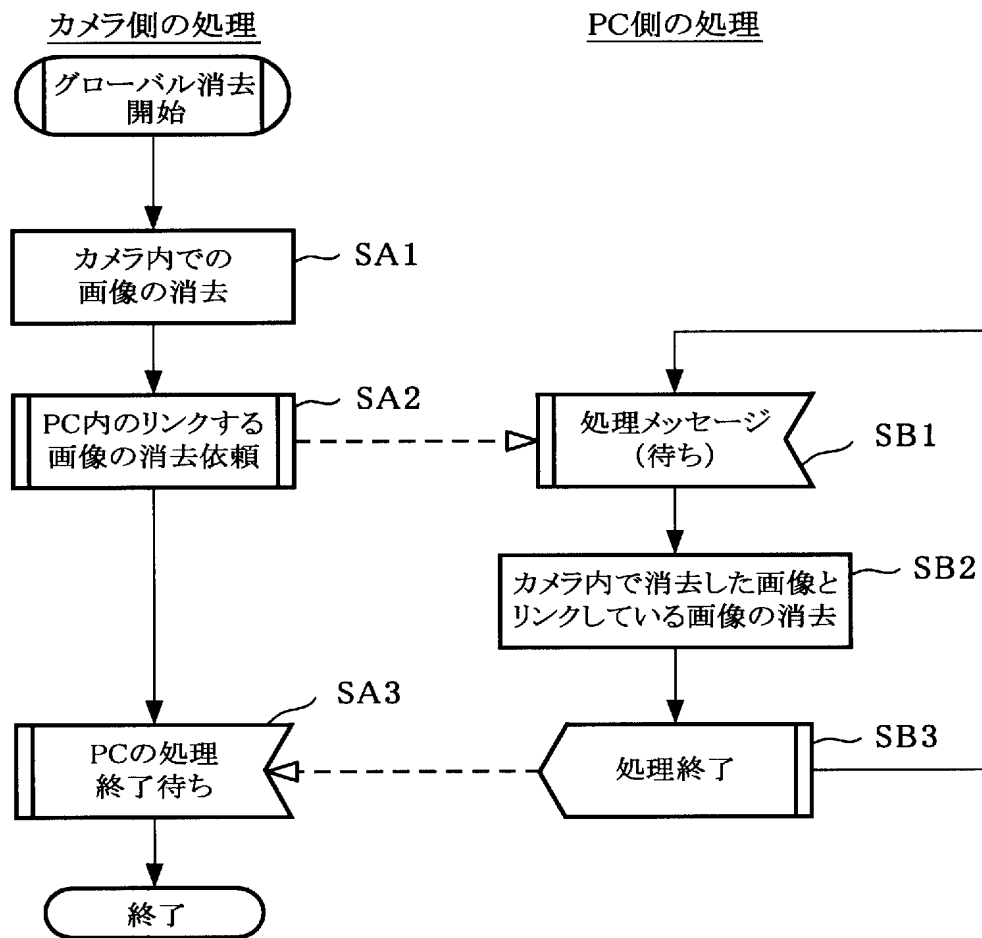 カメラ側の処理
PC側の処理
グローバル消去
開始
カメラ内での
画像の消去
SA1
PC内のリンクする
画像の消去依頼
SA2
処理メッセージ
(待ち)
SB1
カメラ内で消去した画像と
リンクしている画像の消去
SB2
PCの処理
終了待ち
SA3
処理終了
SB3
終了